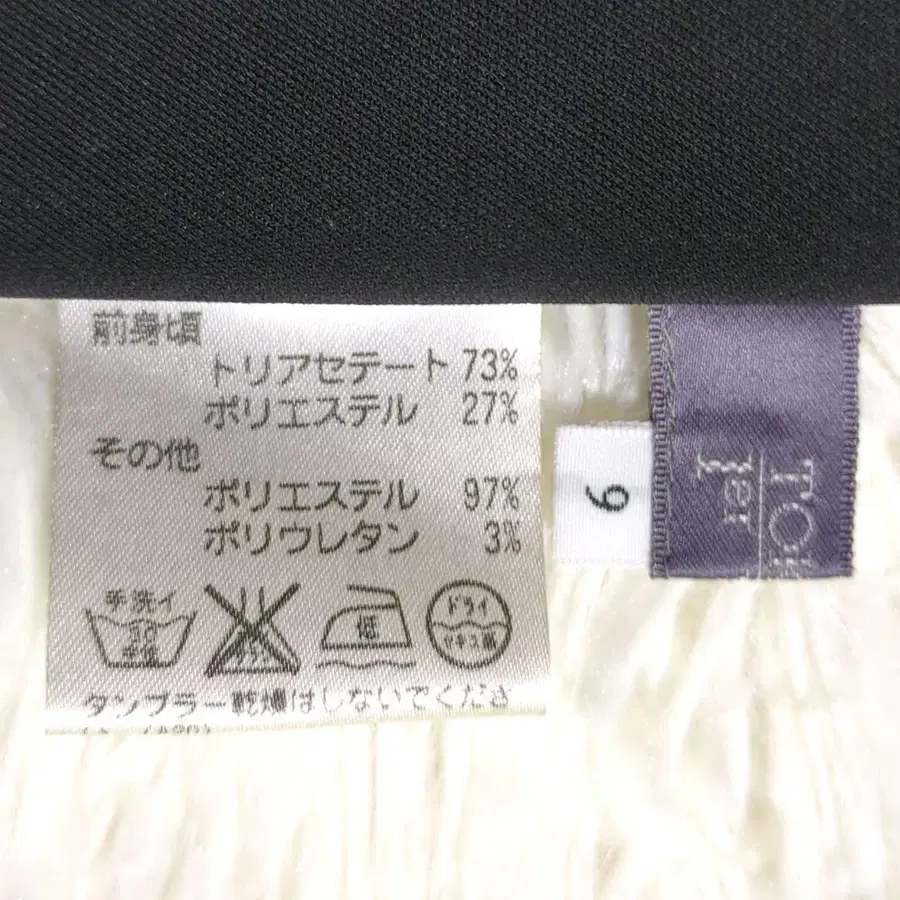 前身頃
トリアセテート 73%
ポリエステル 27%
その他
ポリエステル 97%
ポリウレタン 3%
手洗イ
30
低
ドライ
セキユ系
タンブラー乾燥はしないでくださ
9
TO